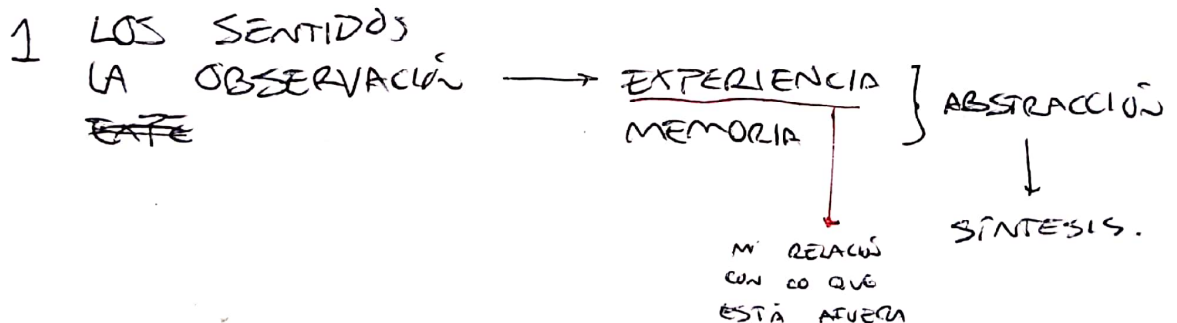 1 LOS SENTIDOS
LA OBSERVACIÓN → EXPERIENCIA } ABSTRACCIÓN
MEMORIA
↓
SÍNTESIS.
MI RELACIÓN
CON LO QUE
ESTÁ AFUERA